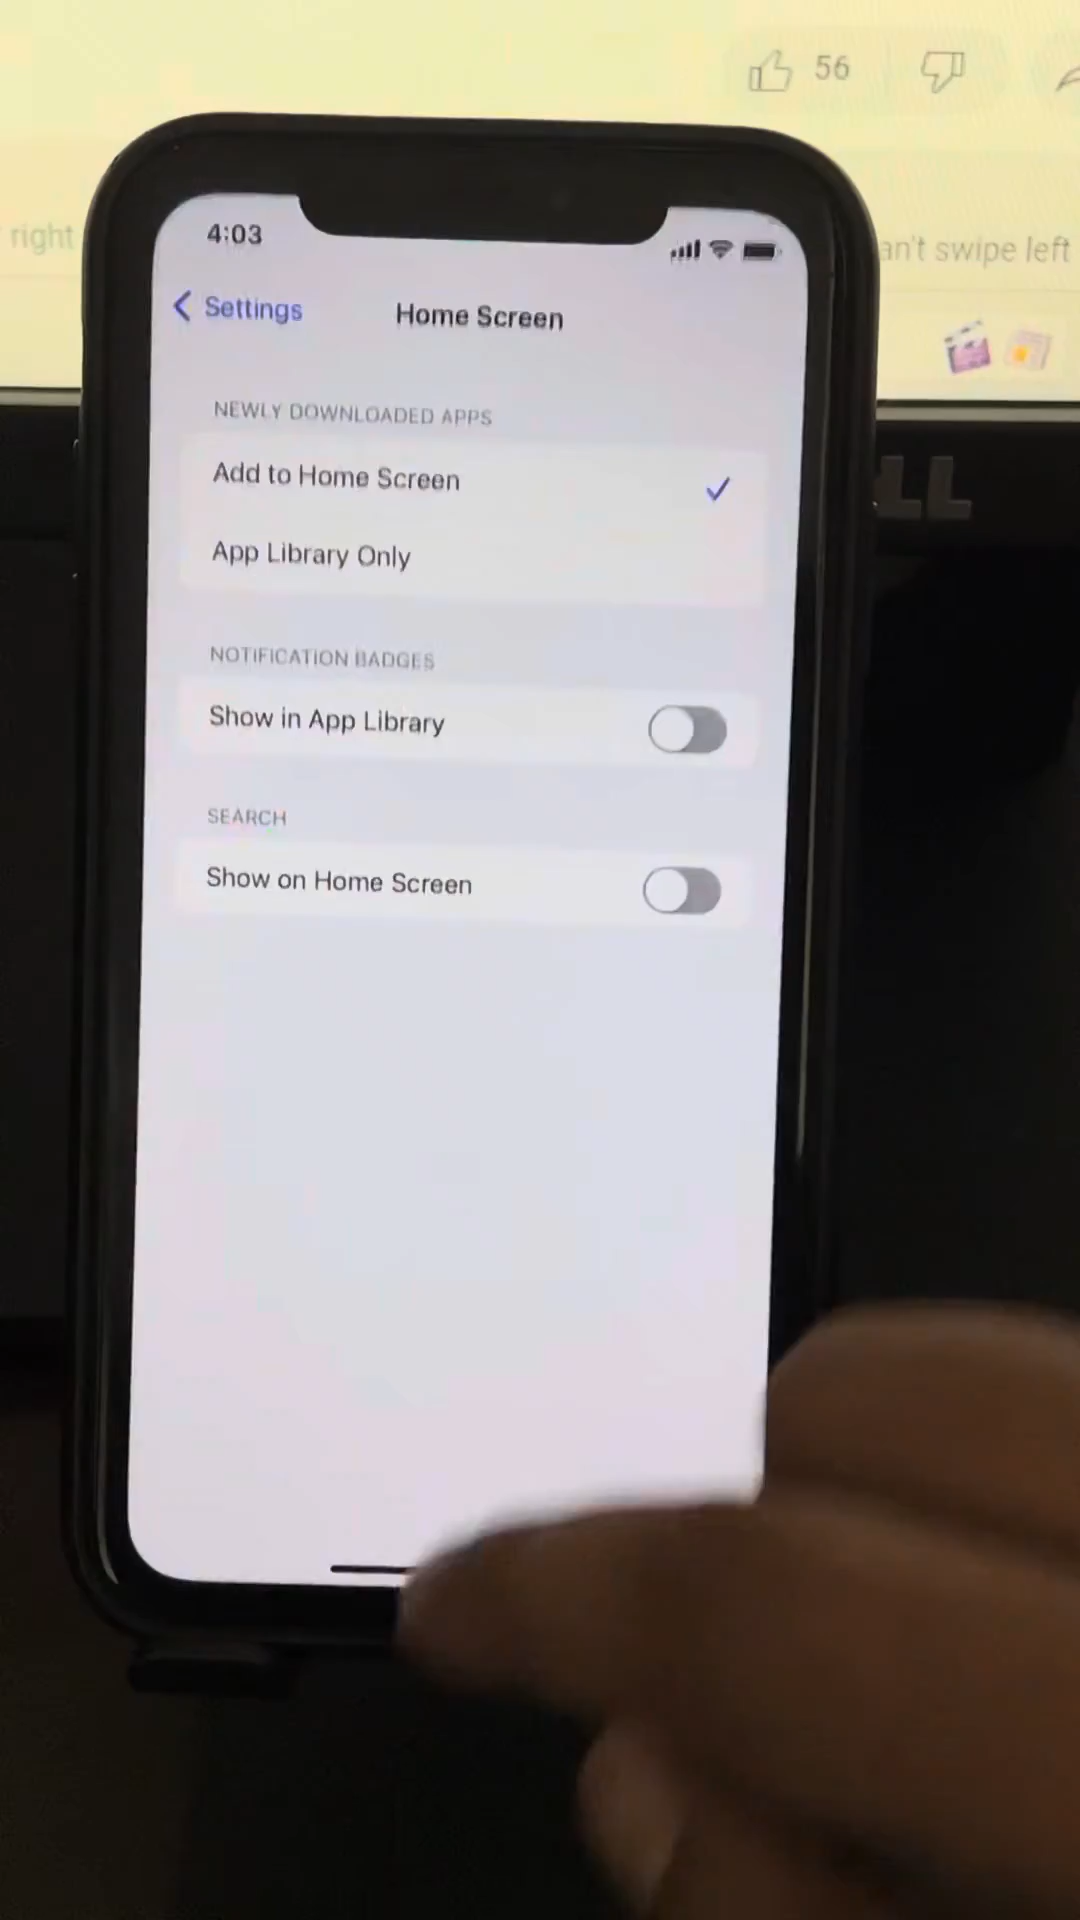 56
right
an't swipe left
4:03
Settings
Home Screen
NEWLY DOWNLOADED APPS
Add to Home Screen
App Library Only
NOTIFICATION BADGES
Show in App Library
SEARCH
Show on Home Screen
LL